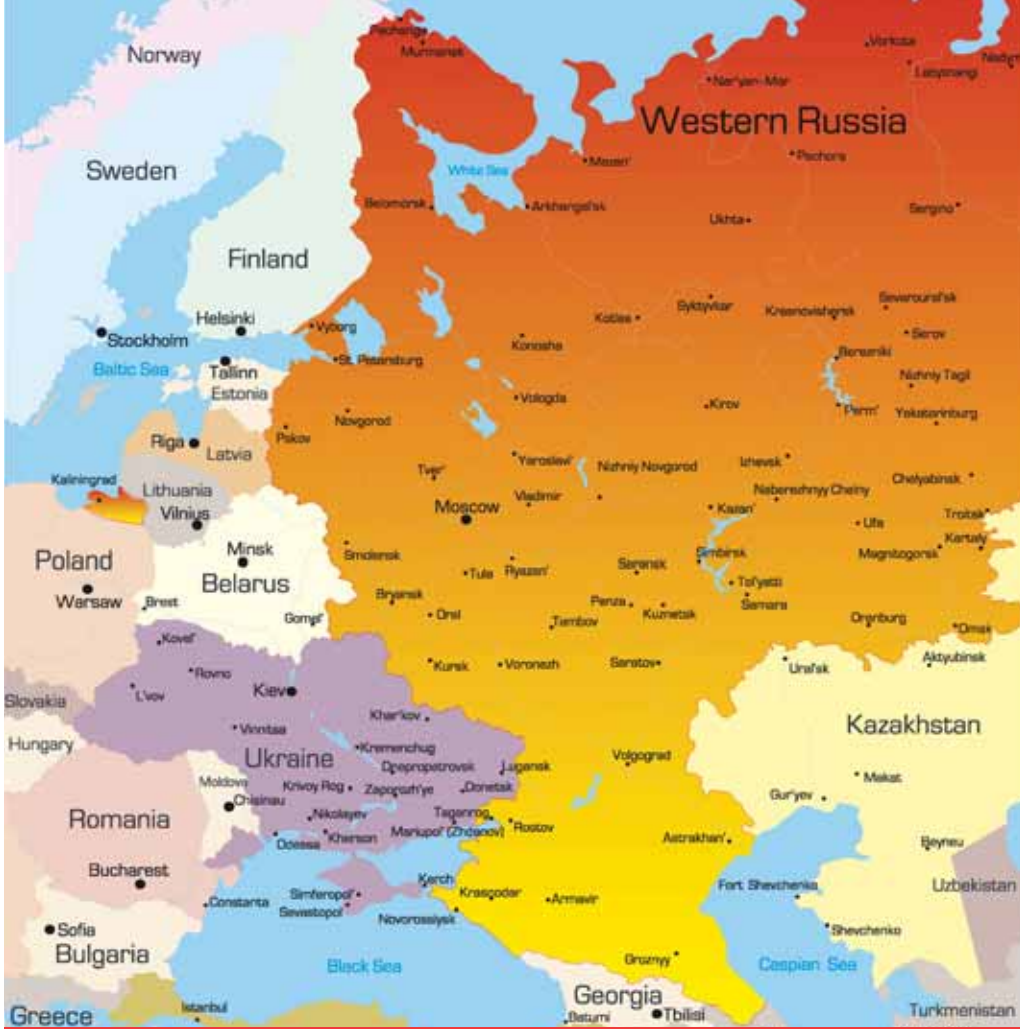 Pechenga
Murmansk
Vorkuta
Labytnangi
Nadym
Norway
Nar'yan-Mar
Western Russia
Sweden
White Sea
Mezen'
Pechora
Belomorsk
Arkhangel'sk
Ukhta
Sergino
Finland
Syktyvkar
Krasnovishersk
Severoural'sk
Helsinki
Vyborg
Kotlas
Serov
Stockholm
Konosha
St. Petersburg
Berezniki
Baltic Sea
Tallinn
Estonia
Nizhniy Tagil
Vologda
Kirov
Perm'
Yekaterinburg
Novgorod
Pskov
Riga
Latvia
Yaroslavl'
Nizhniy Novgorod
Izhevsk
Tver'
Kaliningrad
Lithuania
Chelyabinsk
Vladimir
Naberezhnyy Chelny
Vilnius
Moscow
Kazan'
Troitsk
Ufa
Minsk
Smolensk
Kartaly
Poland
Belarus
Simbirsk
Magnitogorsk
Tula
Ryazan'
Saransk
Tol'yatti
Warsaw
Brest
Bryansk
Penza
Kuznetsk
Samara
Gomel'
Orel
Tambov
Orenburg
Omsk
Kovel'
Kursk
Voronezh
Saratov
Ural'sk
Aktyubinsk
Rovno
Slovakia
L'vov
Kiev
Khar'kov
Kazakhstan
Hungary
Vinntsa
Kremenchug
Ukraine
Volgograd
Dnepropetrovsk
Lugansk
Makat
Moldova
Krivoy Rog
Zaporozh'ye
Donetsk
Gur'yev
Chisinau
Romania
Nikolayev
Taganrog
Rostov
Kherson
Mariupol' (Zhdanov)
Odessa
Astrakhan'
Beyneu
Bucharest
Kerch
Fort Shevchenko
Uzbekistan
Simferopol'
Krasgodar
Armavir
Constanta
Sevastopol
Novorossiysk
Sofia
Shevchenko
Bulgaria
Black Sea
Groznyy
Caspian Sea
Georgia
Greece
Istanbul
Batumi
Tbilisi
Turkmenistan